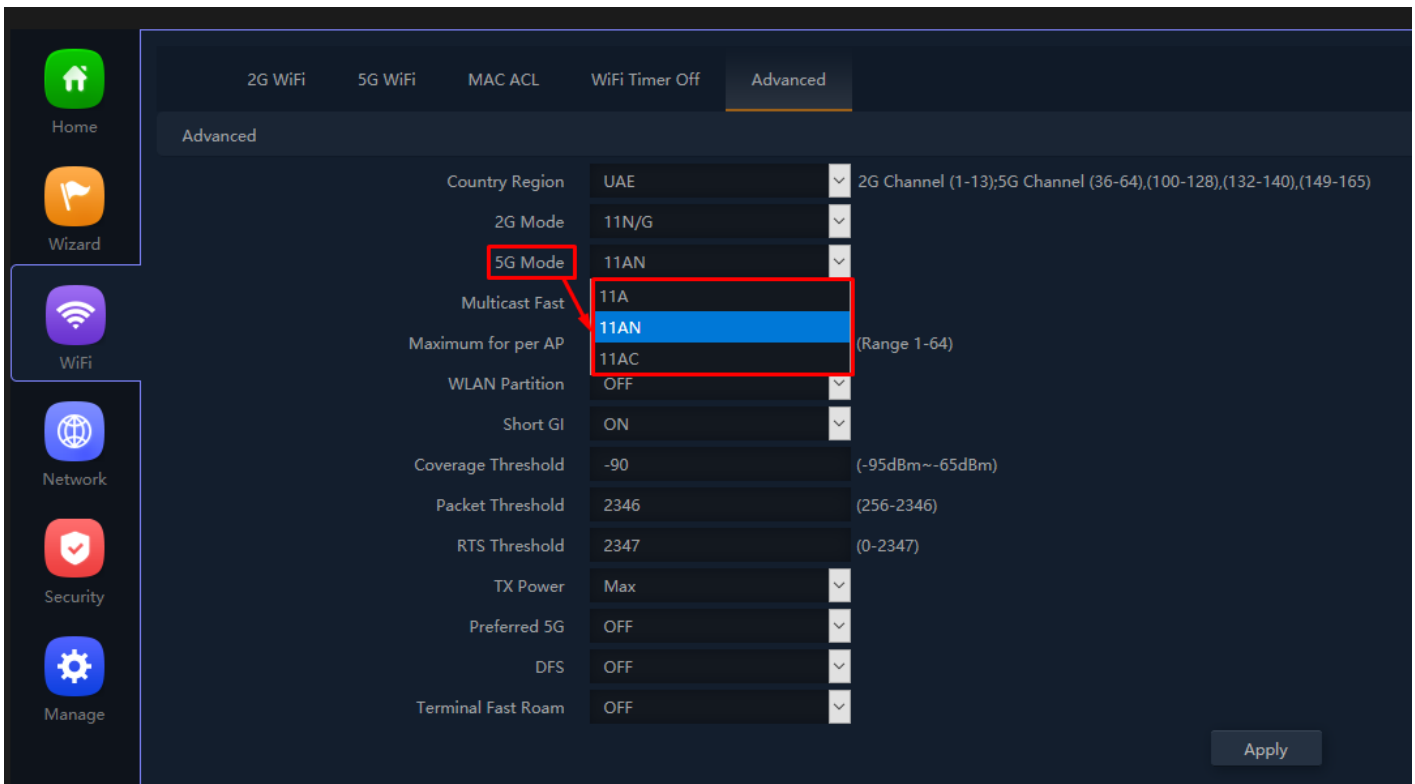 2G WiFi 5G WiFi MAC ACL WiFi Timer Off Advanced
Home
Advanced
Country Region UAE 2G Channel (1-13);5G Channel (36-64),(100-128),(132-140),(149-165)
2G Mode 11N/G
Wizard
5G Mode 11AN
Multicast Fast 11A
11AN
Maximum for per AP (Range 1-64)
11AC
WiFi
WLAN Partition OFF
Short GI ON
Coverage Threshold -90 (-95dBm~-65dBm)
Network
Packet Threshold 2346 (256-2346)
RTS Threshold 2347 (0-2347)
TX Power Max
Security
Preferred 5G OFF
DFS OFF
Terminal Fast Roam OFF
Manage
Apply